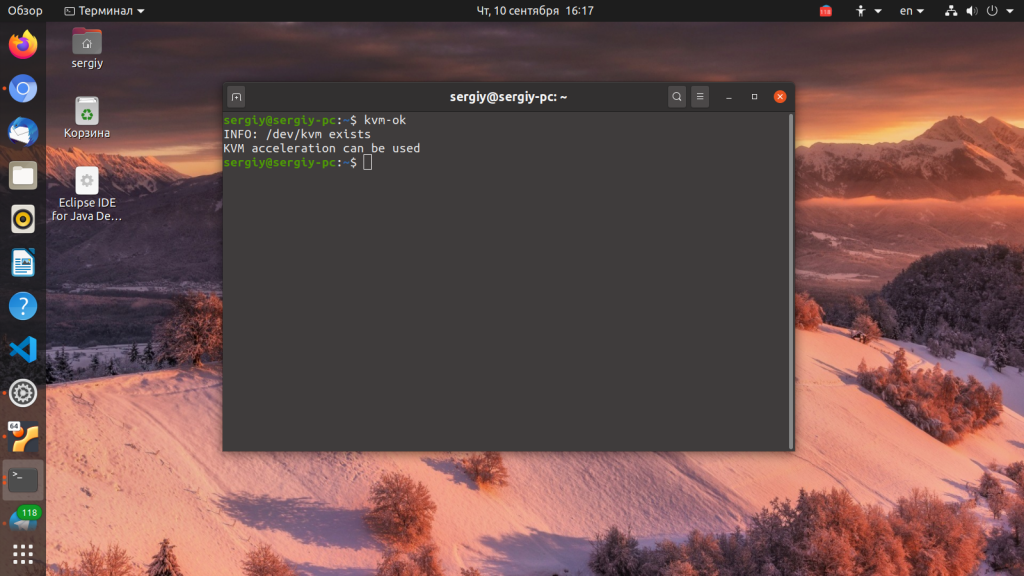 Обзор
Терминал
Чт, 10 сентября 16:17
118
en
sergiy
Корзина
Eclipse IDE
for Java De...
sergiy@sergiy-pc: ~
sergiy@sergiy-pc:~$ kvm-ok
INFO: /dev/kvm exists
KVM acceleration can be used
sergiy@sergiy-pc:~$
?
64
>_
118